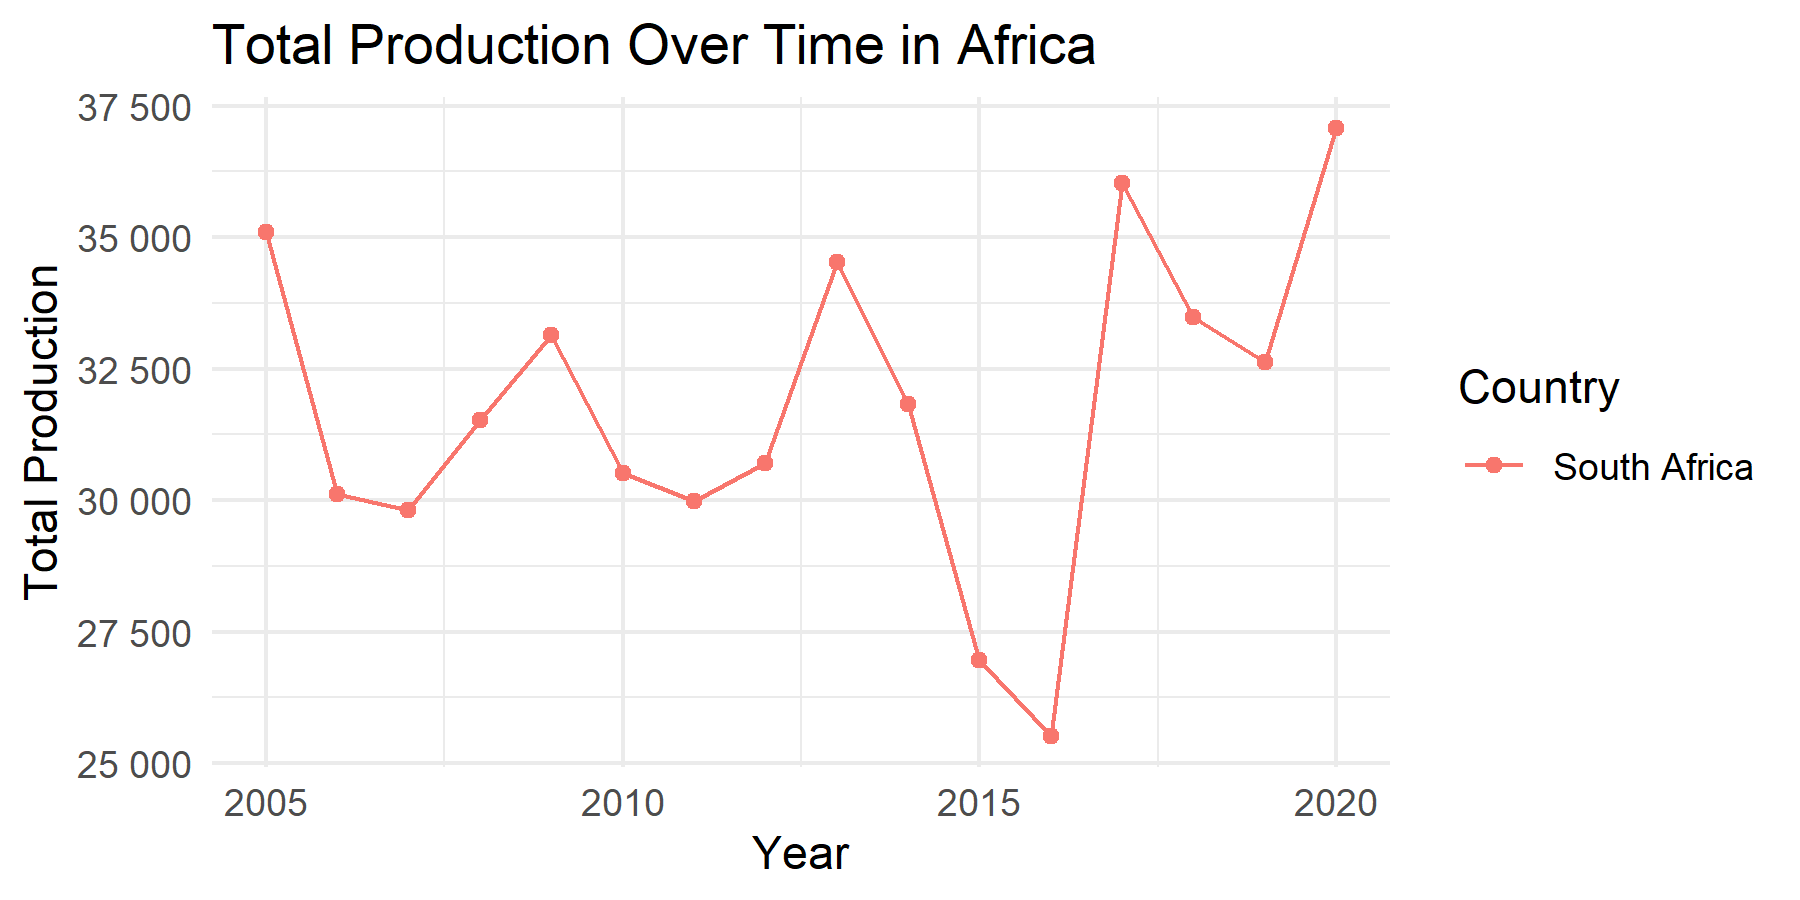 Total Production Over Time in Africa
37 500
35 000
32 500
30 000
27 500
25 000
Total Production
2005 2010 2015 2020
Year
Country
South Africa